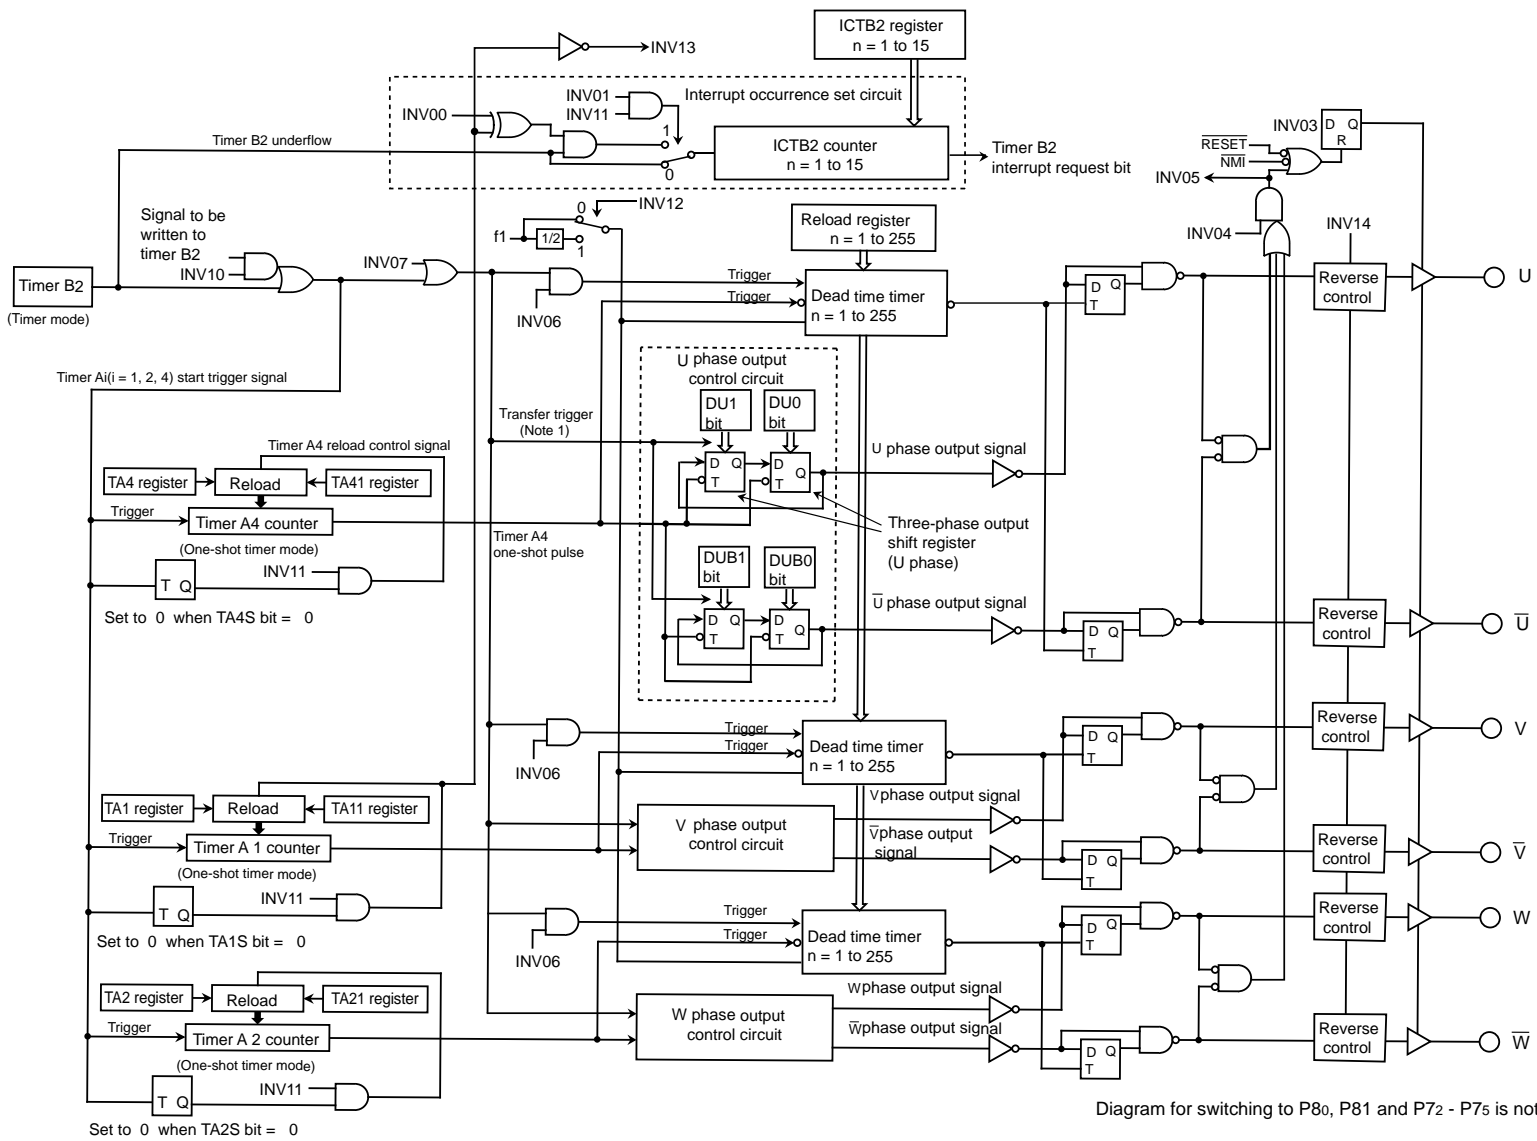 ICTB2 register
n = 1 to 15
INV13
Interrupt occurrence set circuit
INV01
INV11
INV00
1
0
Timer B2 underflow
ICTB2 counter
n = 1 to 15
Timer B2
interrupt request bit
INV03
D Q
R
RESET
NMI
INV05
INV04
INV14
Signal to be
written to
timer B2
INV10
INV07
Timer B2
(Timer mode)
0
INV12
f1
1/2
1
Reload register
n = 1 to 255
Trigger
Trigger
INV06
Dead time timer
n = 1 to 255
D Q
T
Reverse
control
U
Timer Ai(i = 1, 2, 4) start trigger signal
U phase output
control circuit
DU1
bit
DU0
bit
Transfer trigger
(Note 1)
D Q
T
D
Q
T
U phase output signal
Timer A4 reload control signal
TA4 register
Reload
TA41 register
Trigger
Timer A4 counter
(One-shot timer mode)
Timer A4
one-shot pulse
Three-phase output
shift register
(U phase)
T Q
INV11
Set to 0 when TA4S bit = 0
DUB1
bit
DUB0
bit
D Q
T
D
Q
T
U phase output signal
D Q
T
Reverse
control
U
Trigger
Trigger
INV06
Dead time timer
n = 1 to 255
D Q
T
Reverse
control
V
TA1 register
Reload
TA11 register
Trigger
Timer A 1 counter
(One-shot timer mode)
V phase output
control circuit
V phase output signal
V phase output
signal
D Q
T
Reverse
control
V
T Q
INV11
Set to 0 when TA1S bit = 0
Trigger
Trigger
INV06
Dead time timer
n = 1 to 255
D Q
T
Reverse
control
W
TA2 register
Reload
TA21 register
Trigger
Timer A 2 counter
(One-shot timer mode)
W phase output
control circuit
W phase output signal
W phase output signal
D Q
T
Reverse
control
W
T Q
INV11
Set to 0 when TA2S bit = 0
Diagram for switching to P80, P81 and P72 - P75 is not